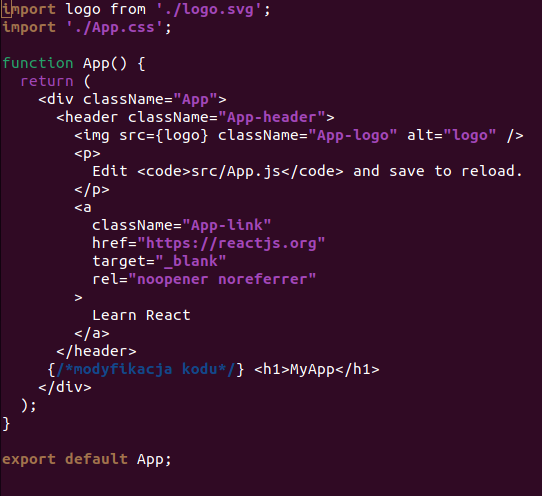 import logo from './logo.svg';
import './App.css';

function App() {
  return (
    <div className="App">
      <header className="App-header">
        <img src={logo} className="App-logo" alt="logo" />
        <p>
          Edit <code>src/App.js</code> and save to reload.
        </p>
        <a
          className="App-link"
          href="https://reactjs.org"
          target="_blank"
          rel="noopener noreferrer"
        >
          Learn React
        </a>
      </header>
     {/*modyfikacja kodu*/} <h1>MyApp</h1>
    </div>
  );
}

export default App;